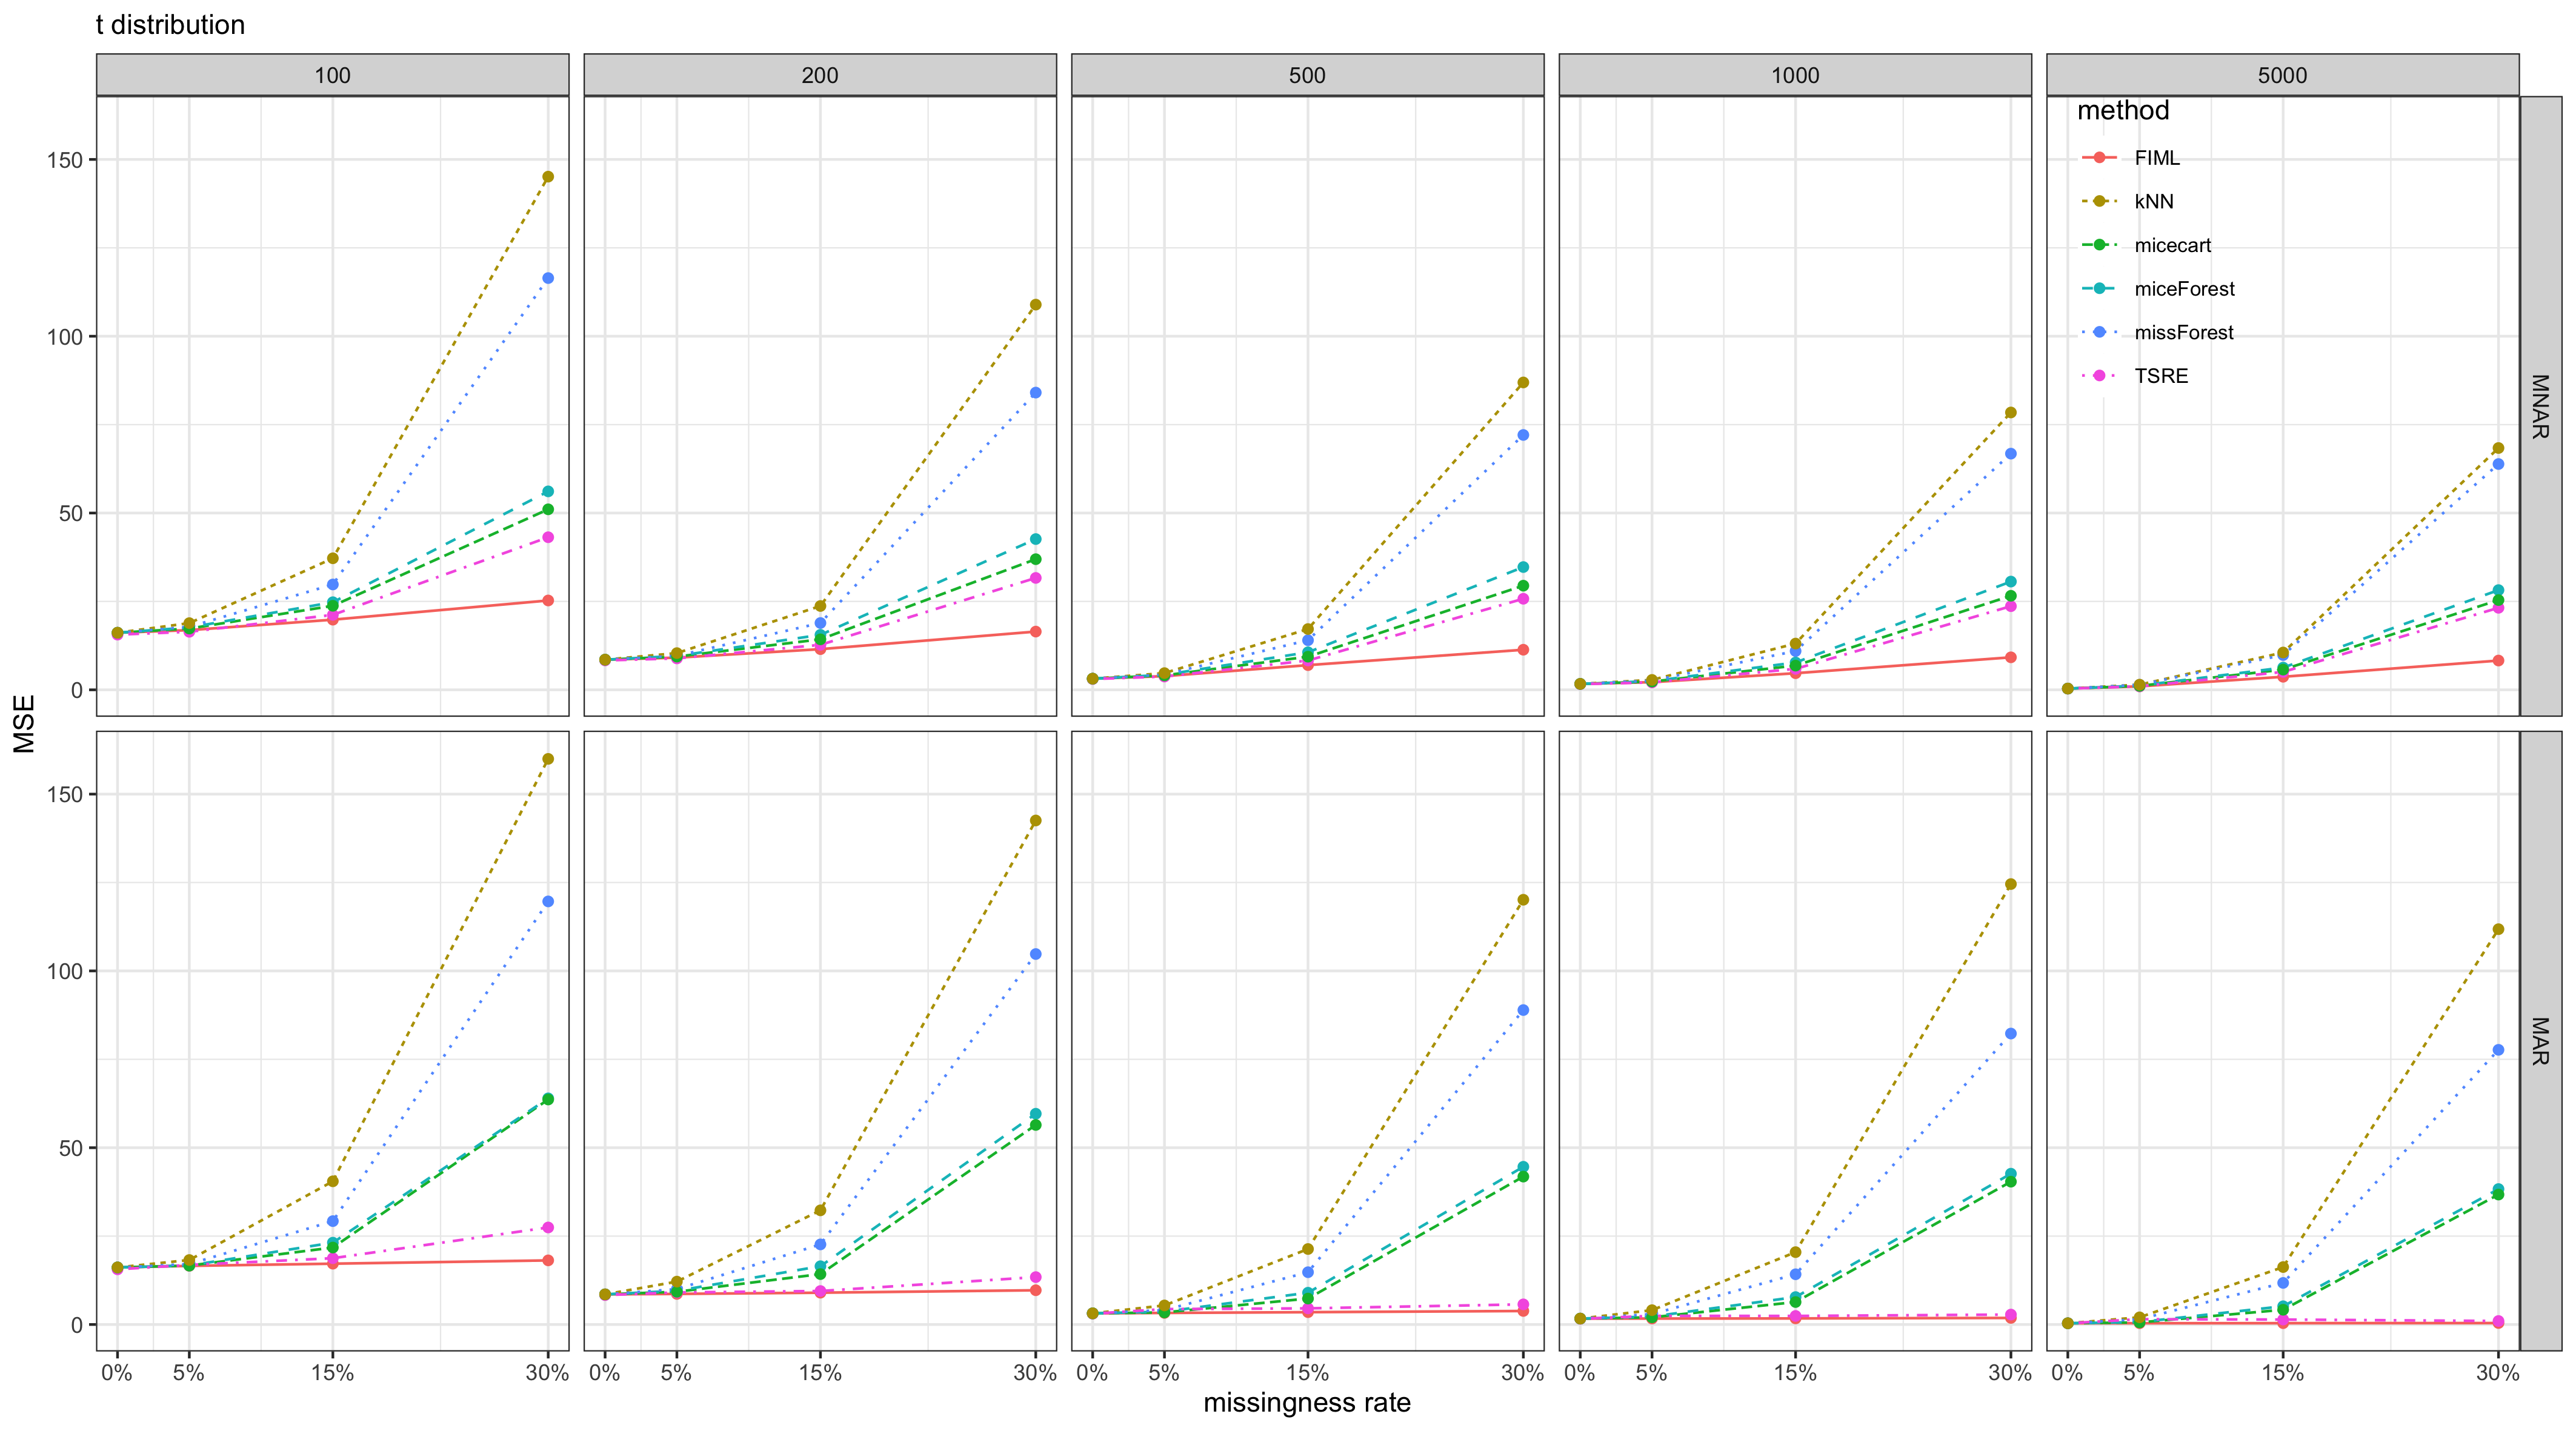 t distribution
100
200
500
1000
5000
method
FIML
kNN
micecart
miceForest
missForest
TSRE
150
100
50
0
MNAR
MSE
150
100
50
0
MAR
0% 5% 15% 30%
0% 5% 15% 30%
0% 5% 15% 30%
0% 5% 15% 30%
0% 5% 15% 30%
missingness rate